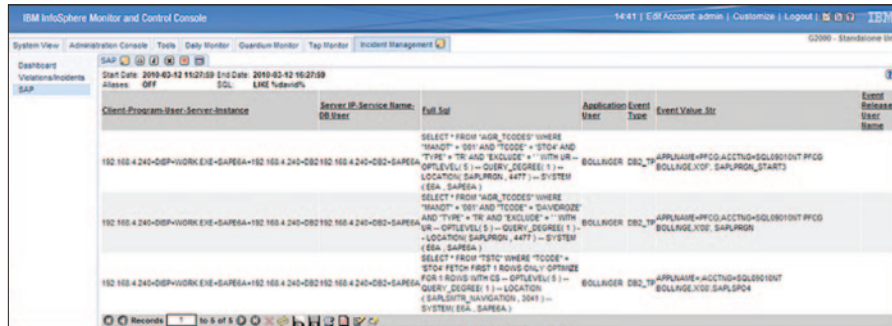 IBM InfoSphere Monitor and Control Console
14:41 | Edit Account: admin | Customize | Logout |
IBM
System View Administration Console Tools Daily Monitor Guardium Monitor Tap Monitor Incident Management
G2000 - Standalone Unit
Dashboard
Violations/Incidents
SAP
SAP
Start Date: 2010-03-12 11:27:59 End Date: 2010-03-12 16:27:59
Aliases: OFF SQL: LIKE %david%
Client-Program-User-Server-Instance
Server IP-Service Name-DB User
Full Sql
Application User
Event Type
Event Value Str
Event Release User Name
192.168.4.240+DISP+WORK.EXE+SAPE6A+192.168.4.240+DB2
192.168.4.240+DB2+SAPE6A
SELECT * FROM "AGR_TCODES" WHERE
"MANDT" = '001' AND "TCODE" = 'STO4' AND
"TYPE" = 'TR' AND "EXCLUDE" = ' ' WITH UR --
OPTLEVEL( 5 ) -- QUERY_DEGREE( 1 ) --
LOCATION( SAPLPRGN , 4477 ) -- SYSTEM
( E6A , SAPE6A )
BOLLINGER
DB2_TP
APPLNAME=PFCG;ACCTNG=SQL09010NT PFCG
BOLLINGE,X'0F', SAPLPRGN_START3
192.168.4.240+DISP+WORK.EXE+SAPE6A+192.168.4.240+DB2
192.168.4.240+DB2+SAPE6A
SELECT * FROM "AGR_TCODES" WHERE
"MANDT" = '001' AND "TCODE" = 'DAVIDROZE'
AND "TYPE" = 'TR' AND "EXCLUDE" = ' ' WITH
UR -- OPTLEVEL( 5 ) -- QUERY_DEGREE( 1 ) -
- LOCATION( SAPLPRGN , 4477 ) -- SYSTEM
( E6A , SAPE6A )
BOLLINGER
DB2_TP
APPLNAME=PFCG;ACCTNG=SQL09010NT PFCG
BOLLINGE,X'00', SAPLPRGN
192.168.4.240+DISP+WORK.EXE+SAPE6A+192.168.4.240+DB2
192.168.4.240+DB2+SAPE6A
SELECT * FROM "TSTC" WHERE "TCODE" =
'STO4' FETCH FIRST 1 ROWS ONLY OPTIMIZE
FOR 1 ROWS WITH CS -- OPTLEVEL( 5 ) --
QUERY_DEGREE( 1 ) -- LOCATION
( SAPLSMTR_NAVIGATION , 3041 ) --
SYSTEM( E6A , SAPE6A )
BOLLINGER
DB2_TP
APPLNAME=;ACCTNG=SQL09010NT
BOLLINGE,X'00',SAPLSPO4
Records 1 to 5 of 5